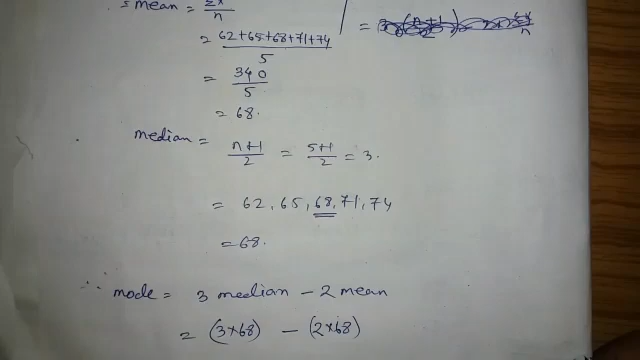 ∴ mean = Σx/n
= 62+65+68+71+74/5
= 340/5
= 68.
median = n+1/2 = 5+1/2 = 3.
= 62, 65, 68, 71, 74
= 68.
∴ mode = 3 median - 2 mean
= (3×68) - (2×68)